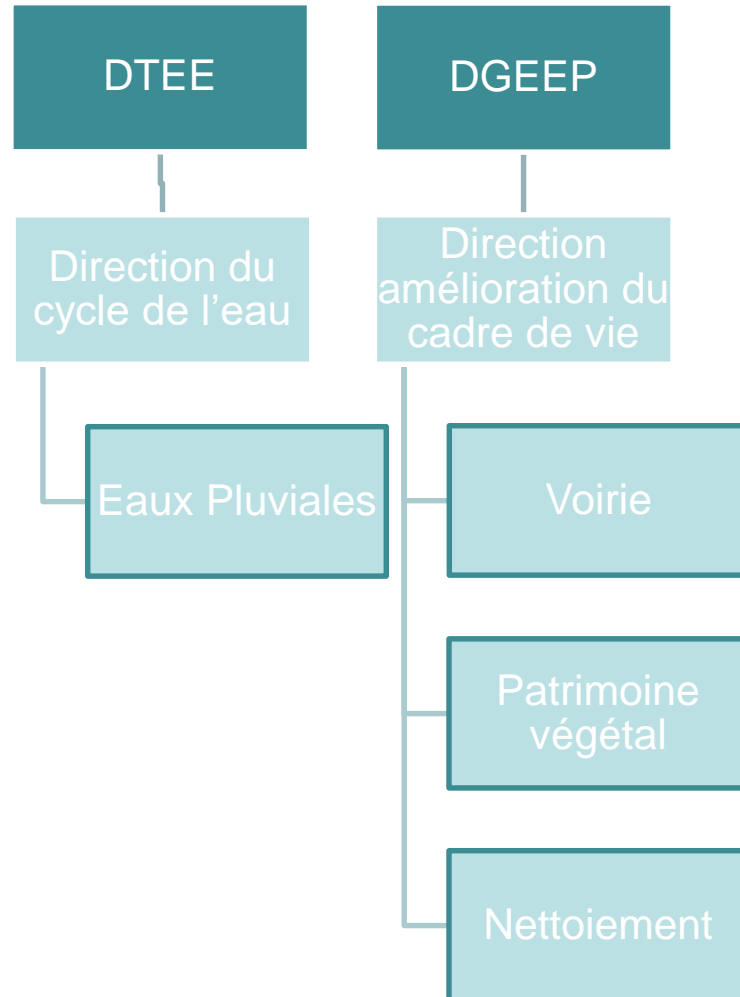 DTEE
DGEEP
Direction du
cycle de l’eau
Direction
amélioration du
cadre de vie
Eaux Pluviales
Voirie
Patrimoine
végétal
Nettoiement